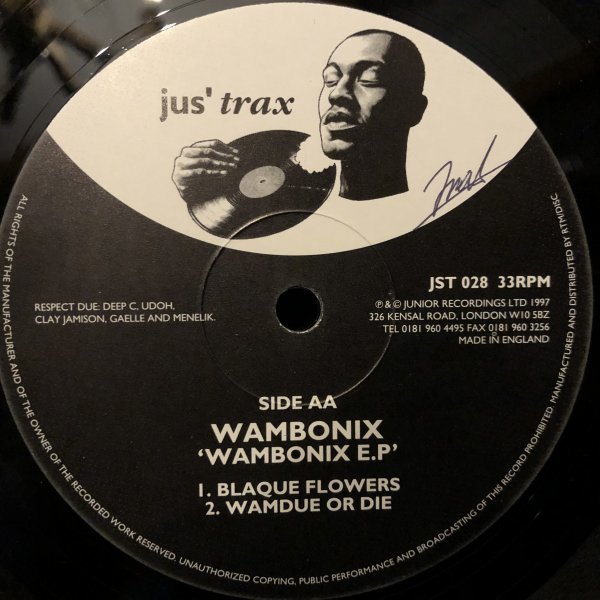 jus' trax
JST 028 33RPM
RESPECT DUE: DEEP C, UDOH,
CLAY JAMISON, GAELLE AND MENELIK.
℗ & © JUNIOR RECORDINGS LTD 1997
326 KENSAL ROAD, LONDON W10 5BZ
TEL 0181 960 4495 FAX 0181 960 3256
MADE IN ENGLAND
SIDE AA
WAMBONIX
'WAMBONIX E.P'
1. BLAQUE FLOWERS
2. WAMDUE OR DIE
ALL RIGHTS OF THE MANUFACTURER AND OF THE OWNER OF THE RECORDED WORK RESERVED. UNAUTHORIZED COPYING, PUBLIC PERFORMANCE AND BROADCASTING OF THIS RECORD PROHIBITED. MANUFACTURED AND DISTRIBUTED BY RTM/DISC